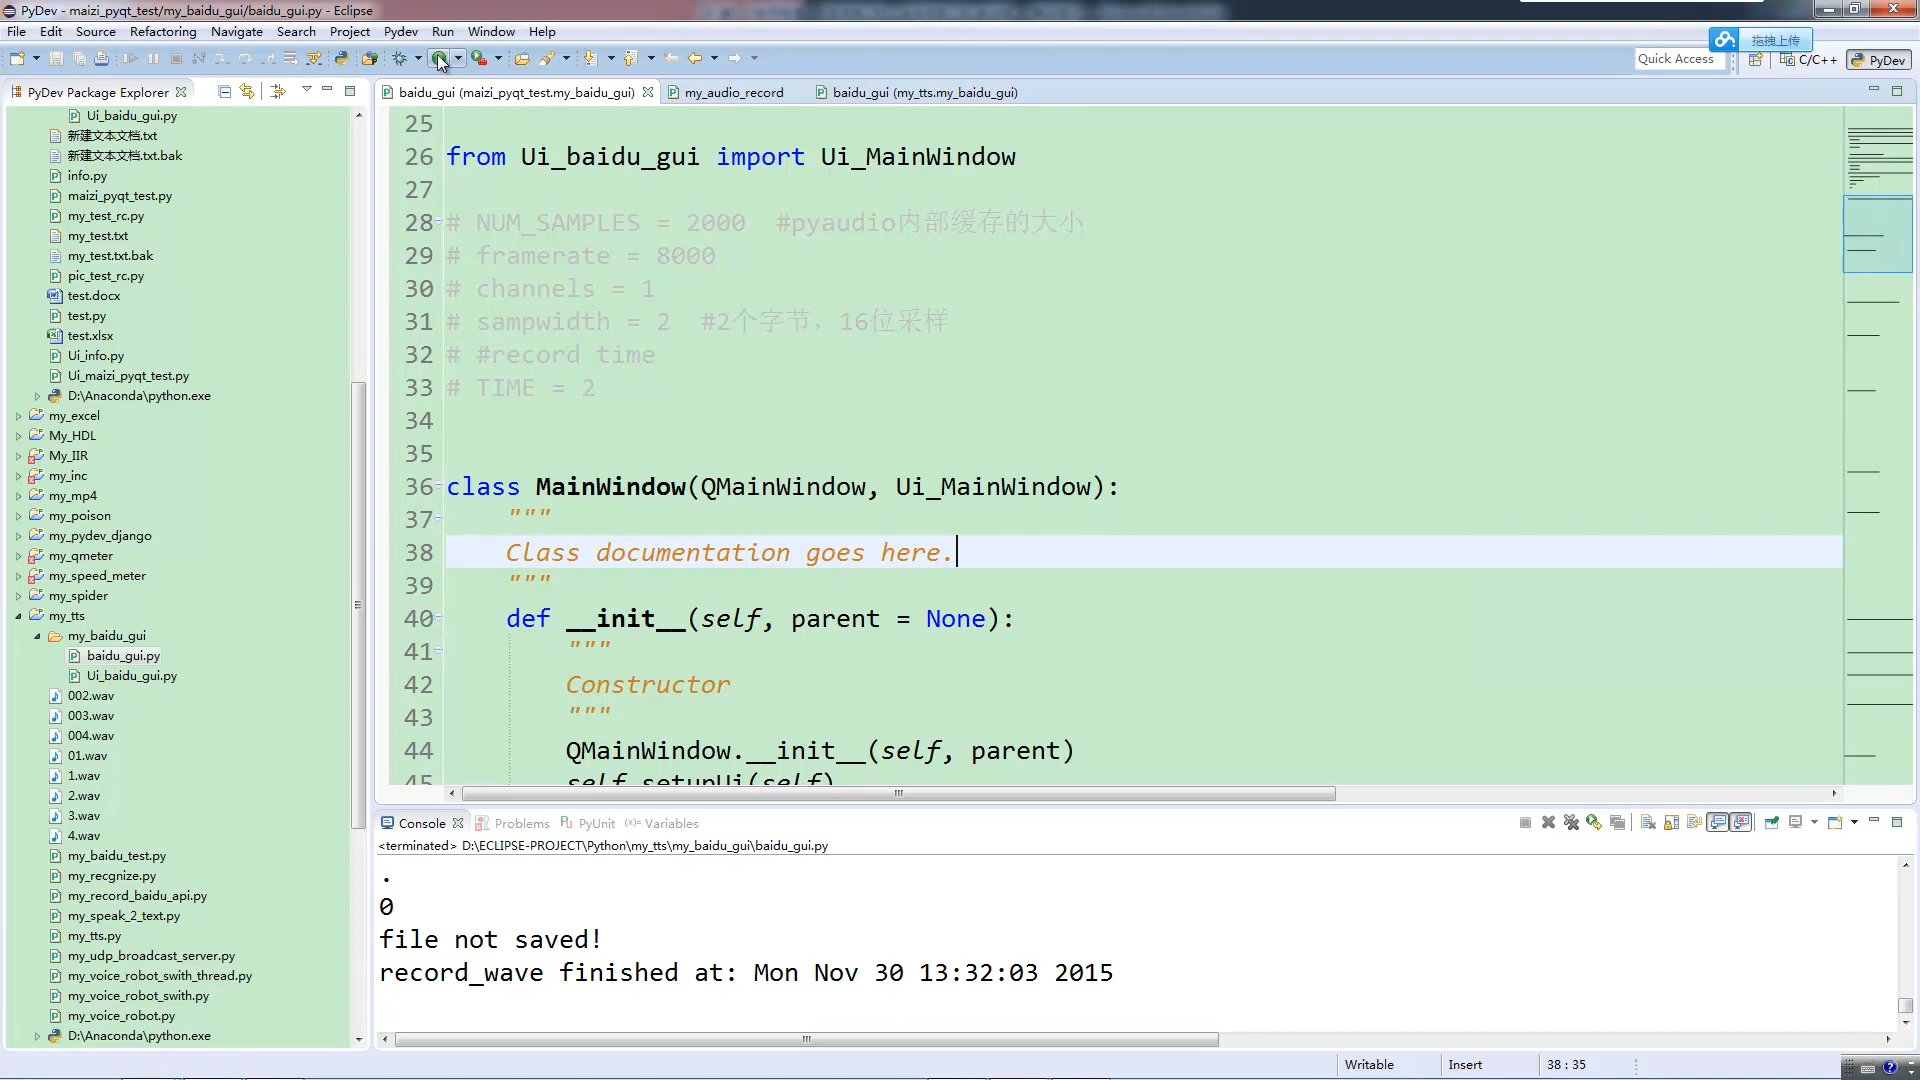 PyDev - maizi_pyqt_test/my_baidu_gui/baidu_gui.py - Eclipse
File Edit Source Refactoring Navigate Search Project Pydev Run Window Help
拖拽上传
Quick Access
C/C++
PyDev
PyDev Package Explorer
Ui_baidu_gui.py
新建文本文档.txt
新建文本文档.txt.bak
info.py
maizi_pyqt_test.py
my_test_rc.py
my_test.txt
my_test.txt.bak
pic_test_rc.py
test.docx
test.py
test.xlsx
Ui_info.py
Ui_maizi_pyqt_test.py
D:\Anaconda\python.exe
my_excel
My_HDL
My_IIR
my_inc
my_mp4
my_poison
my_pydev_django
my_qmeter
my_speed_meter
my_spider
my_tts
my_baidu_gui
baidu_gui.py
Ui_baidu_gui.py
002.wav
003.wav
004.wav
01.wav
1.wav
2.wav
3.wav
4.wav
my_baidu_test.py
my_recgnize.py
my_record_baidu_api.py
my_speak_2_text.py
my_tts.py
my_udp_broadcast_server.py
my_voice_robot_swith_thread.py
my_voice_robot_swith.py
my_voice_robot.py
D:\Anaconda\python.exe
baidu_gui (maizi_pyqt_test.my_baidu_gui)
my_audio_record
baidu_gui (my_tts.my_baidu_gui)
25
26 from Ui_baidu_gui import Ui_MainWindow
27
28 # NUM_SAMPLES = 2000  #pyaudio内部缓存的大小
29 # framerate = 8000
30 # channels = 1
31 # sampwidth = 2  #2个字节，16位采样
32 # #record time
33 # TIME = 2
34
35
36 class MainWindow(QMainWindow, Ui_MainWindow):
37     """
38     Class documentation goes here.
39     """
40     def __init__(self, parent = None):
41         """
42         Constructor
43         """
44         QMainWindow.__init__(self, parent)
45         self.setupUi(self)
Console
Problems
PyUnit
(x)= Variables
<terminated> D:\ECLIPSE-PROJECT\Python\my_tts\my_baidu_gui\baidu_gui.py
.
0
file not saved!
record_wave finished at: Mon Nov 30 13:32:03 2015
Writable
Insert
38 : 35